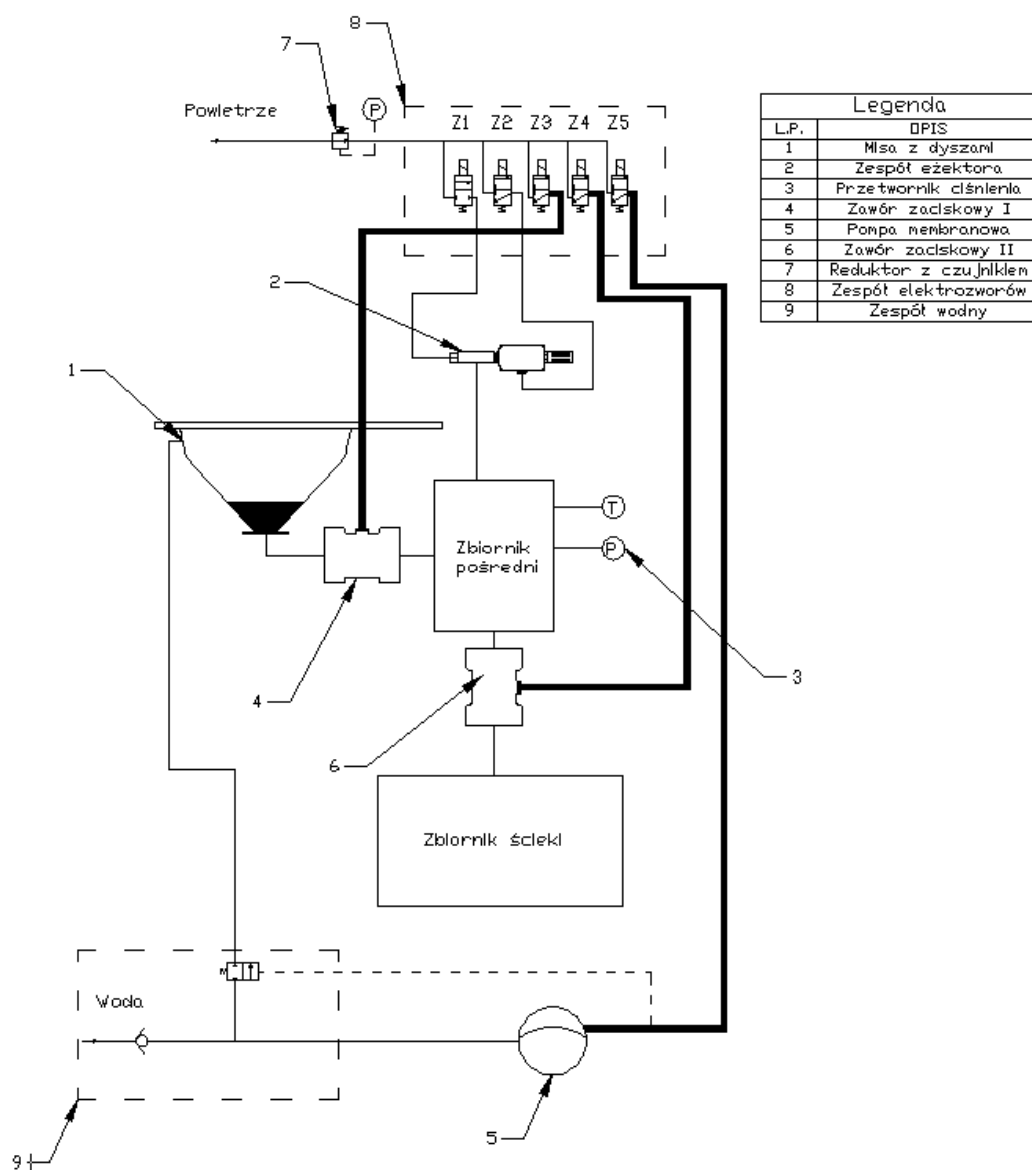 8
7
Powietrze
P
Z1 Z2 Z3 Z4 Z5
Legenda
L.P. OPIS
1 Misa z dyszami
2 Zespół eżektora
3 Przetwornik ciśnienia
4 Zawór zaciskowy I
5 Pompa membranowa
6 Zawór zaciskowy II
7 Reduktor z czujnikiem
8 Zespół elektrozworów
9 Zespół wodny
2
1
T
Zbiornik
pośredni
P
4
3
6
Zbiornik ścieki
Woda
5
9